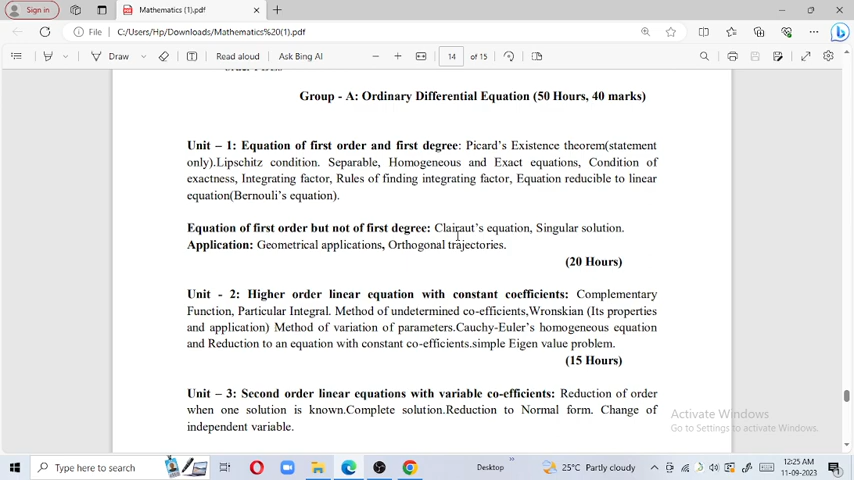 Sign in
Mathematics (1).pdf
File
C:/Users/Hp/Downloads/Mathematics%20(1).pdf
Draw
Read aloud
Ask Bing AI
14
of 15
Group - A: Ordinary Differential Equation (50 Hours, 40 marks)
Unit – 1: Equation of first order and first degree: Picard's Existence theorem(statement
only).Lipschitz condition. Separable, Homogeneous and Exact equations, Condition of
exactness, Integrating factor, Rules of finding integrating factor, Equation reducible to linear
equation(Bernouli's equation).
Equation of first order but not of first degree: Clairaut's equation, Singular solution.
Application: Geometrical applications, Orthogonal trajectories.
(20 Hours)
Unit - 2: Higher order linear equation with constant coefficients: Complementary
Function, Particular Integral. Method of undetermined co-efficients,Wronskian (Its properties
and application) Method of variation of parameters.Cauchy-Euler's homogeneous equation
and Reduction to an equation with constant co-efficients.simple Eigen value problem.
(15 Hours)
Unit – 3: Second order linear equations with variable co-efficients: Reduction of order
when one solution is known.Complete solution.Reduction to Normal form. Change of
independent variable.
Activate Windows
Go to Settings to activate Windows.
Type here to search
Desktop
25°C Partly cloudy
12:25 AM
11-09-2023